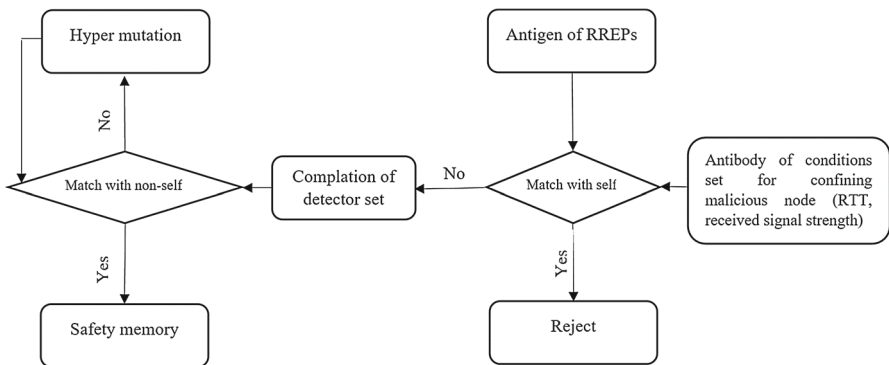 Hyper mutation
Antigen of RREPs
No
Match with non-self
Complation of
detector set
No
Match with self
Antibody of conditions
set for confining
malicious node (RTT,
received signal strength)
Yes
Yes
Safety memory
Reject